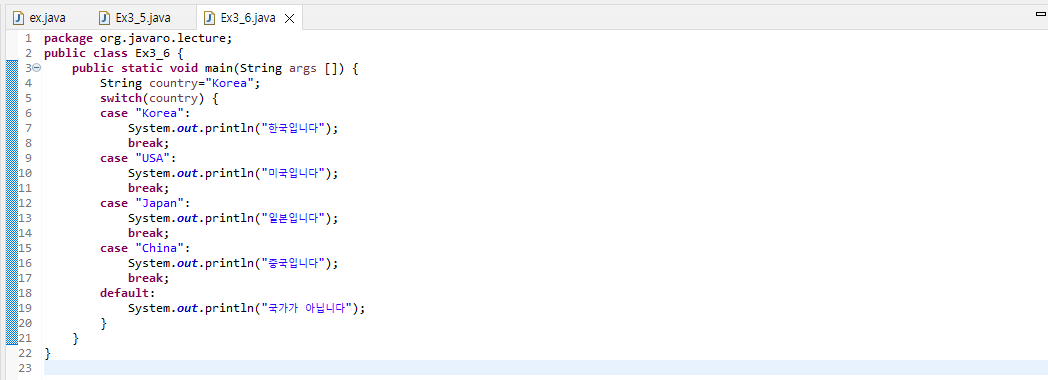 ex.java Ex3_5.java Ex3_6.java
1 package org.javaro.lecture;
2 public class Ex3_6 {
3 public static void main(String args []) {
4 String country="Korea";
5 switch(country) {
6 case "Korea":
7 System.out.println("한국입니다");
8 break;
9 case "USA":
10 System.out.println("미국입니다");
11 break;
12 case "Japan":
13 System.out.println("일본입니다");
14 break;
15 case "China":
16 System.out.println("중국입니다");
17 break;
18 default:
19 System.out.println("국가가 아닙니다");
20 }
21 }
22 }
23